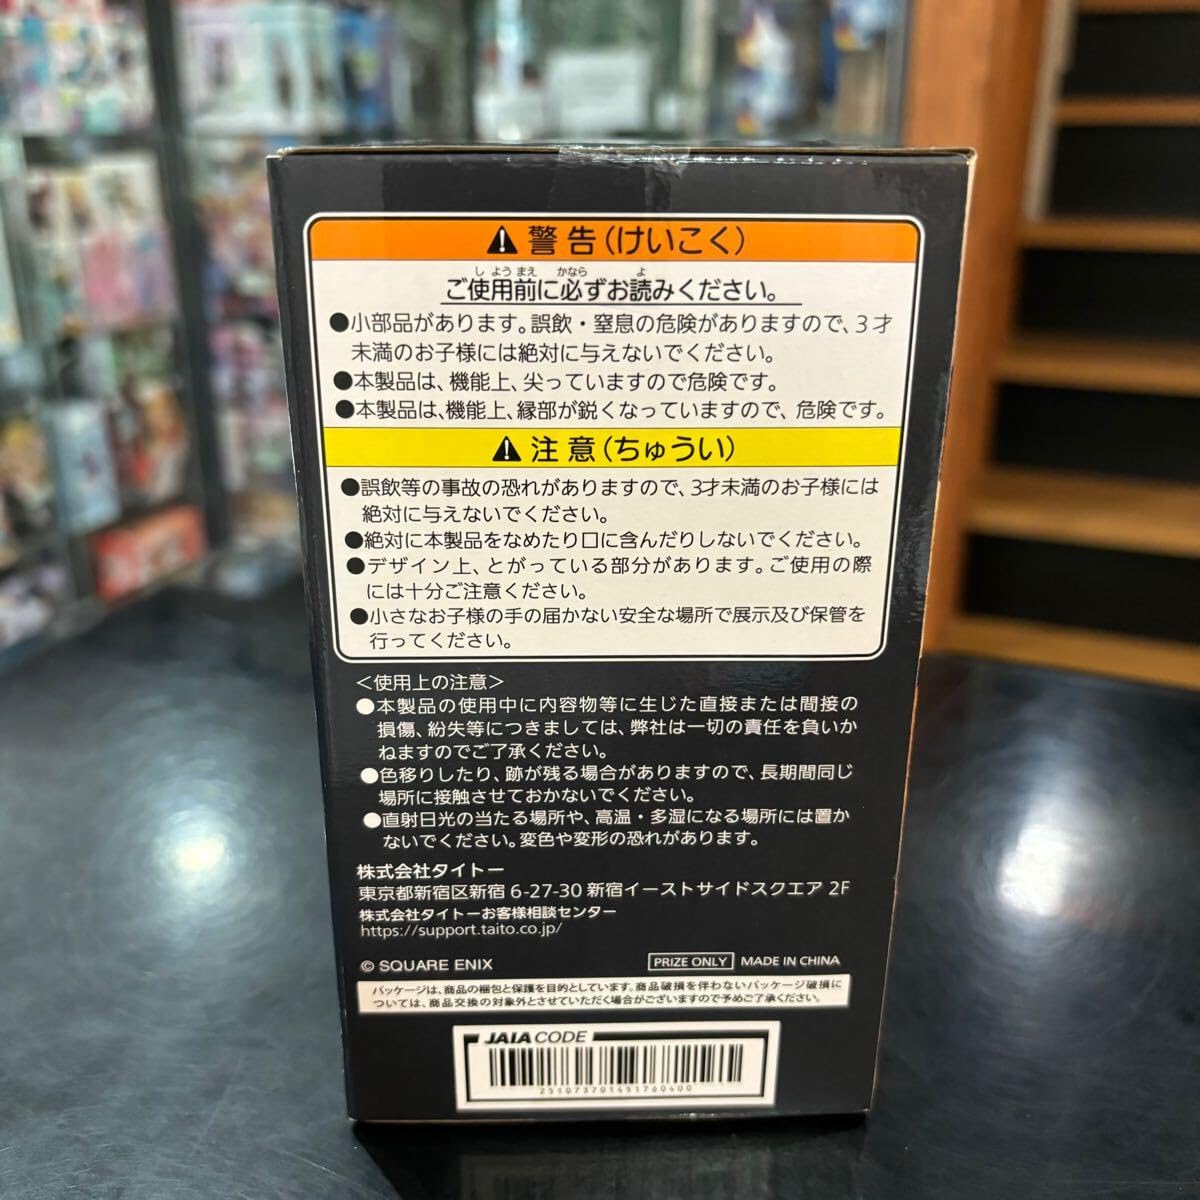 ⚠ 警告(けいこく)
しようまえ かなら よ
ご使用前に必ずお読みください。
●小部品があります。誤飲・窒息の危険がありますので、3才
未満のお子様には絶対に与えないでください。
●本製品は、機能上、尖っていますので危険です。
●本製品は、機能上、縁部が鋭くなっていますので、危険です。
⚠ 注意(ちゅうい)
●誤飲等の事故の恐れがありますので、3才未満のお子様には
絶対に与えないでください。
●絶対に本製品をなめたり口に含んだりしないでください。
●デザイン上、とがっている部分があります。ご使用の際
には十分ご注意ください。
●小さなお子様の手の届かない安全な場所で展示及び保管を
行ってください。
<使用上の注意>
●本製品の使用中に内容物等に生じた直接または間接の
損傷、紛失等につきましては、弊社は一切の責任を負いか
ねますのでご了承ください。
●色移りしたり、跡が残る場合がありますので、長期間同じ
場所に接触させておかないでください。
●直射日光の当たる場所や、高温・多湿になる場所には置か
ないでください。変色や変形の恐れがあります。
株式会社タイトー
東京都新宿区新宿 6-27-30 新宿イーストサイドスクエア 2F
株式会社タイトーお客様相談センター
https://support.taito.co.jp/
© SQUARE ENIX
PRIZE ONLY MADE IN CHINA
パッケージは、商品の梱包と保護を目的としています。商品破損を伴わないパッケージ破損に
ついては、商品交換の対象外とさせていただく場合がございますので予めご了承ください。
JAIA CODE
251073701451760400